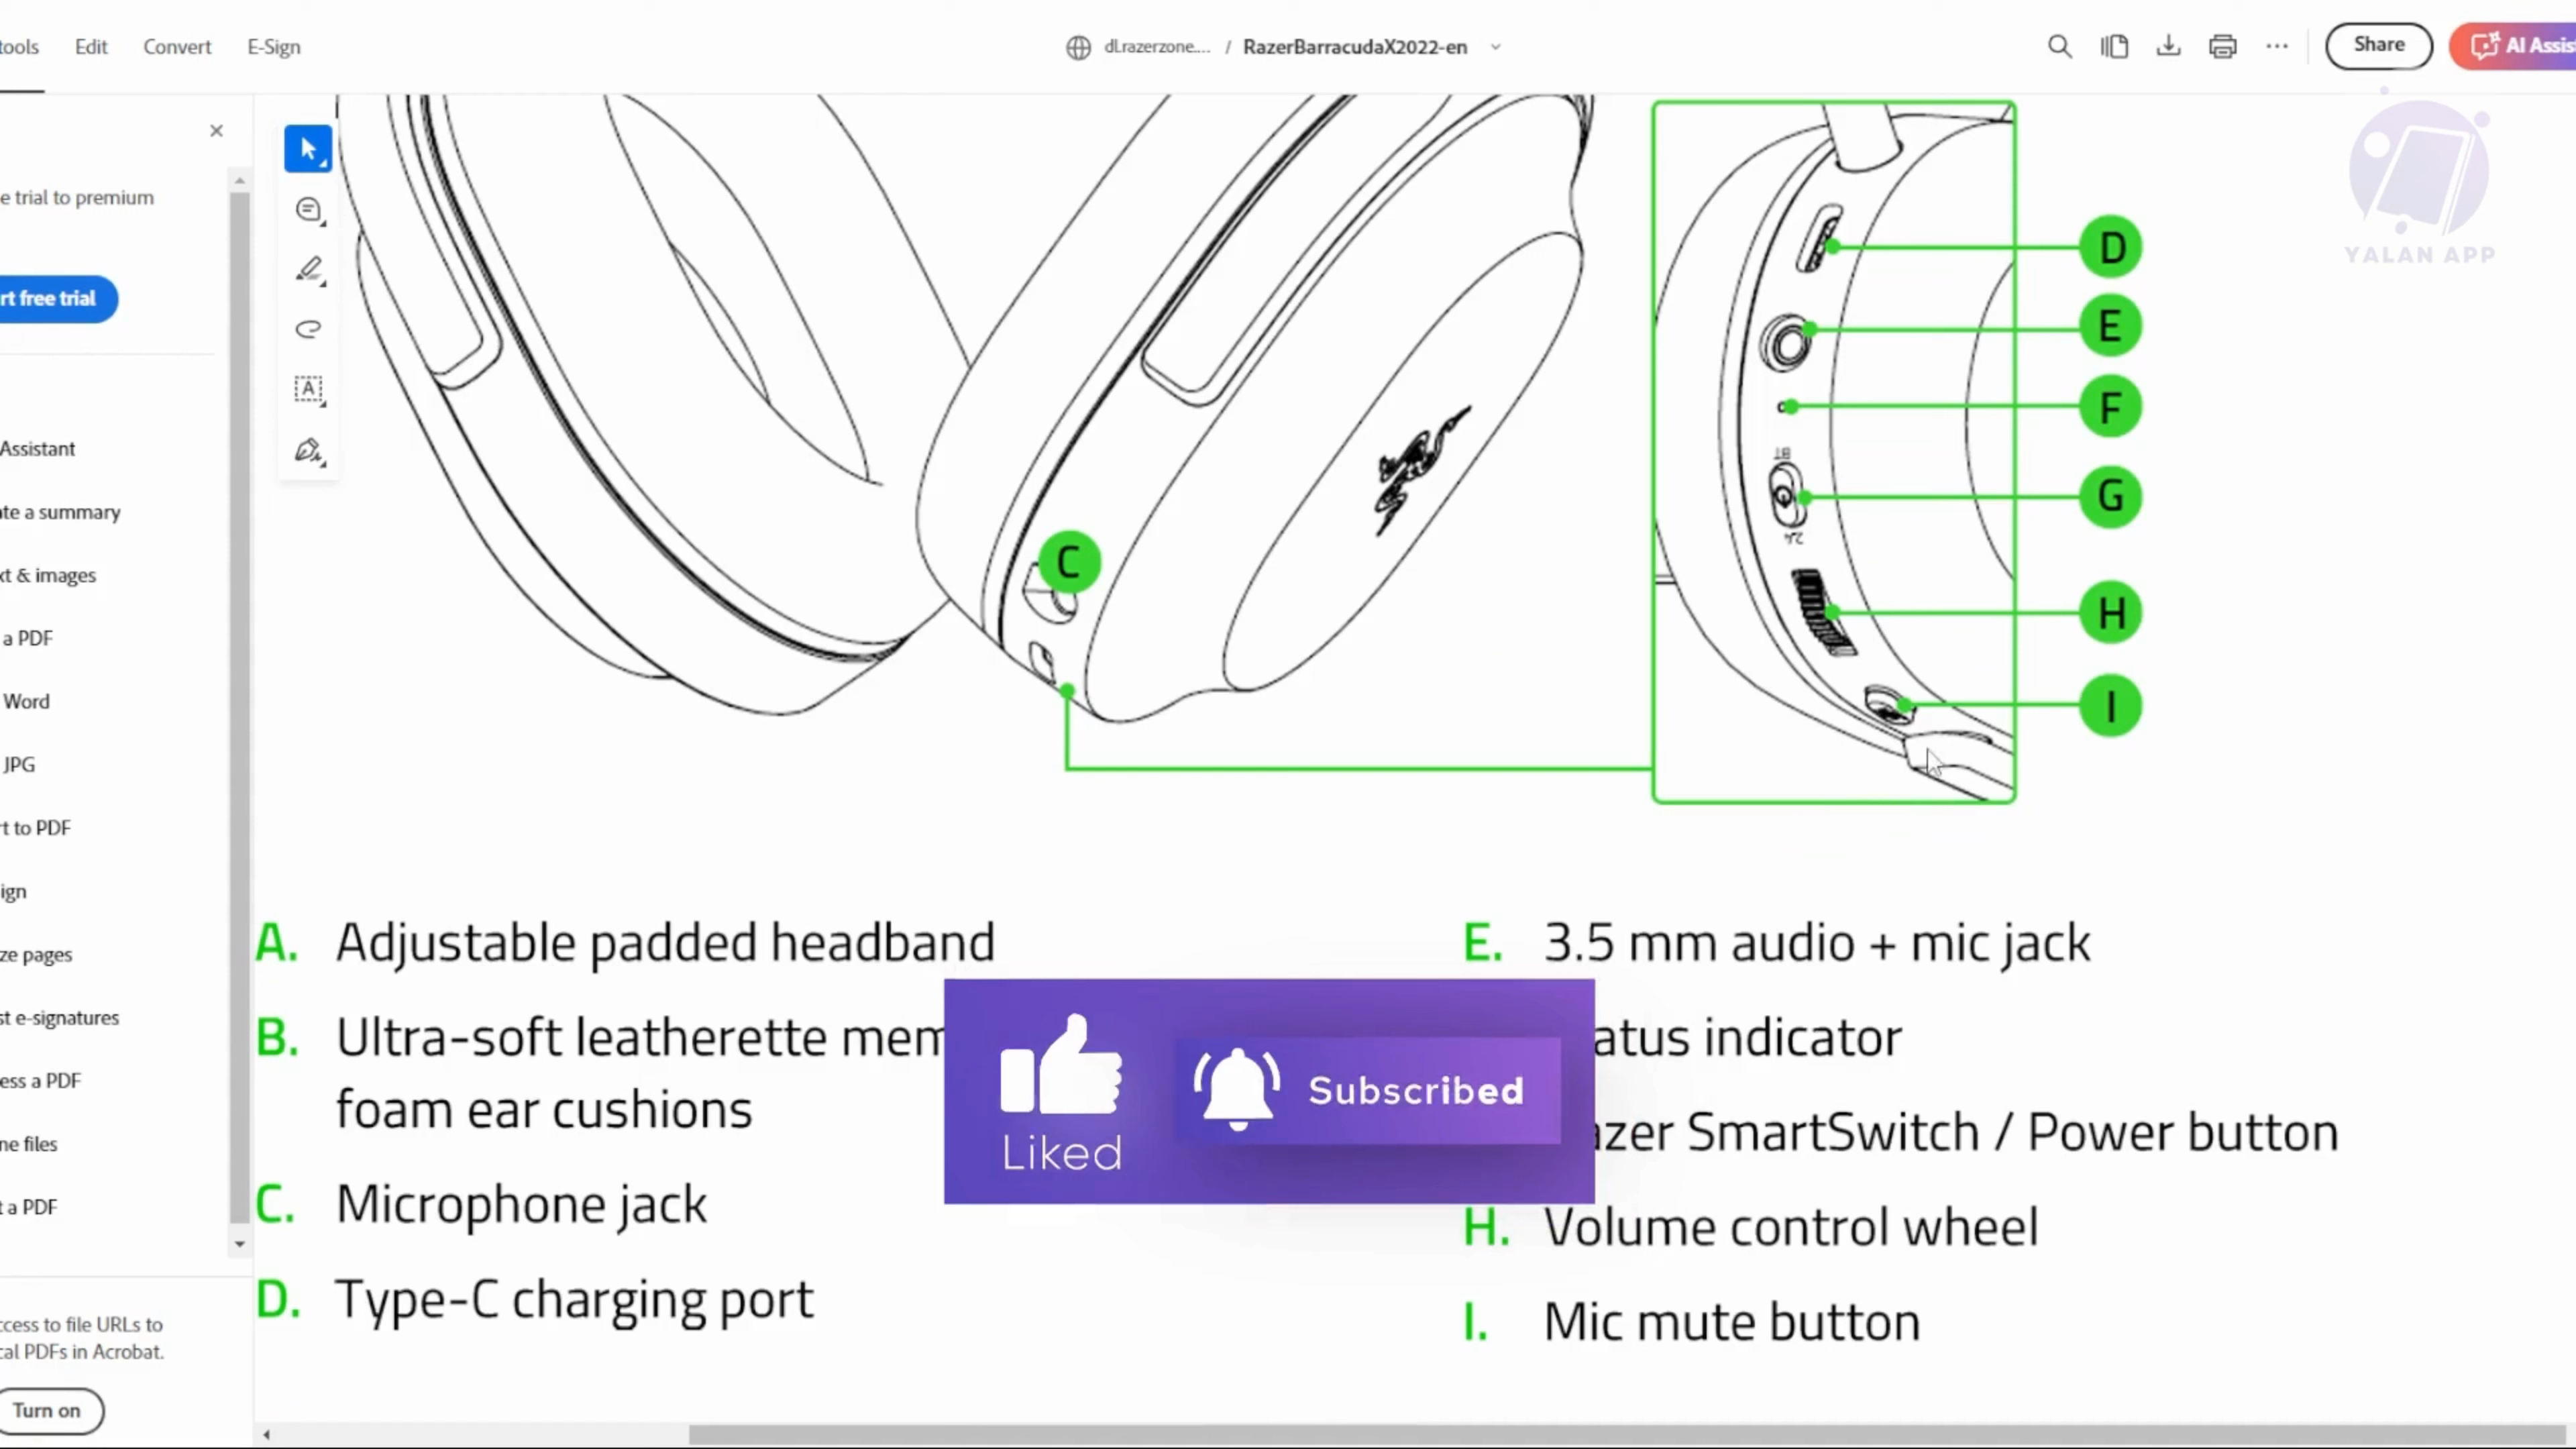 tools
Edit
Convert
E-Sign
dl.razerzone....
/
RazerBarracudaX2022-en
Share
AI Assis
e trial to premium
rt free trial
Assistant
ate a summary
xt & images
a PDF
Word
JPG
rt to PDF
ign
ze pages
st e-signatures
ess a PDF
ne files
t a PDF
ccess to file URLs to
cal PDFs in Acrobat.
Turn on
YALAN APP
A
C
D
E
F
BT
G
2.4
H
I
A. Adjustable padded headband
B. Ultra-soft leatherette mem
foam ear cushions
C. Microphone jack
D. Type-C charging port
E. 3.5 mm audio + mic jack
atus indicator
azer SmartSwitch / Power button
H. Volume control wheel
I. Mic mute button
Liked
Subscribed